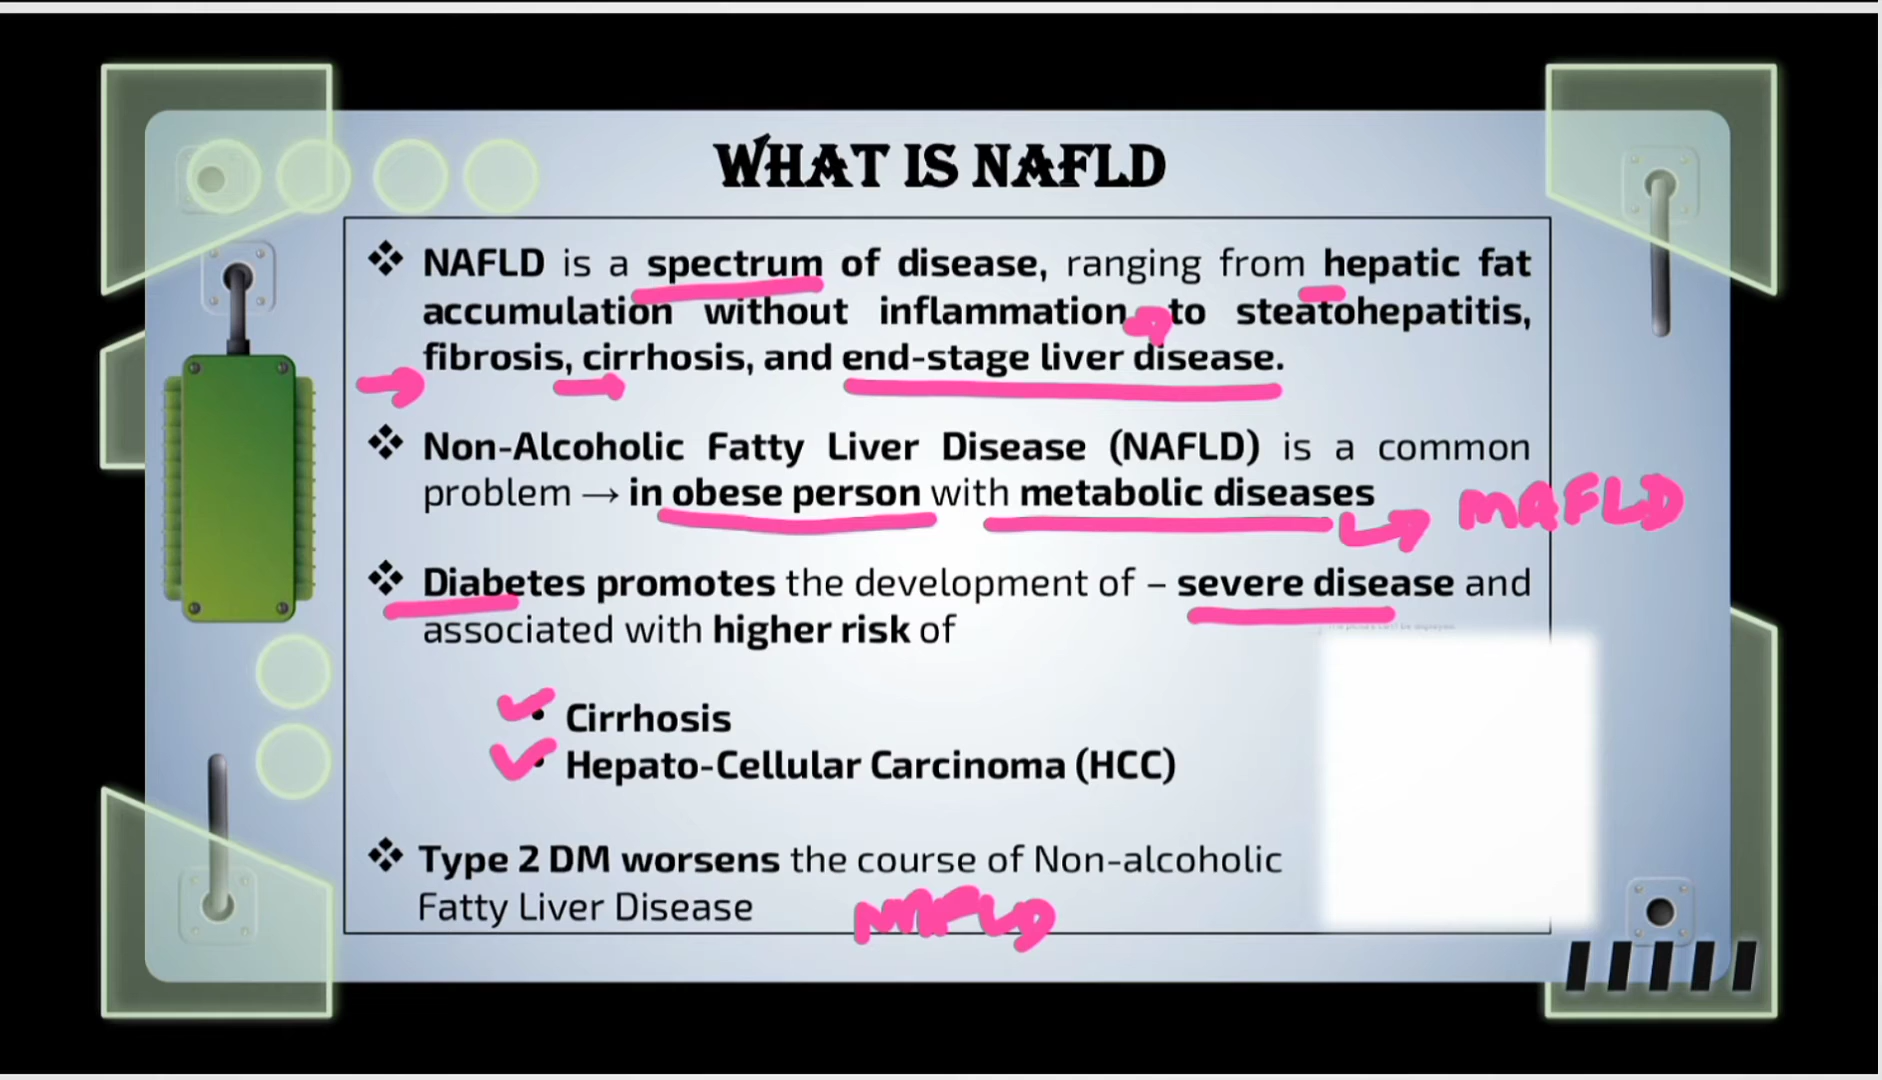 WHAT IS NAFLD
❖ NAFLD is a spectrum of disease, ranging from hepatic fat
accumulation without inflammation to steatohepatitis,
fibrosis, cirrhosis, and end-stage liver disease.
❖ Non-Alcoholic Fatty Liver Disease (NAFLD) is a common
problem → in obese person with metabolic diseases
MAFLD
❖ Diabetes promotes the development of – severe disease and
associated with higher risk of
• Cirrhosis
• Hepato-Cellular Carcinoma (HCC)
❖ Type 2 DM worsens the course of Non-alcoholic
Fatty Liver Disease